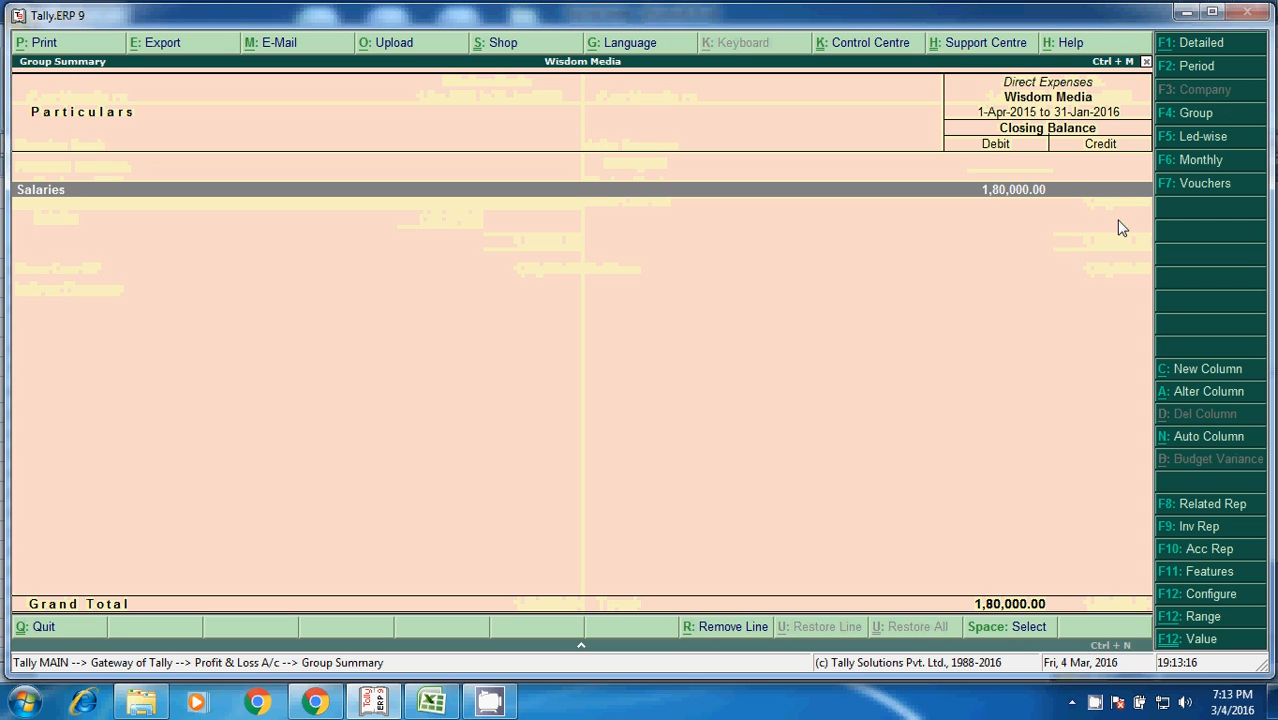 Tally.ERP 9
P: Print E: Export M: E-Mail O: Upload S: Shop G: Language K: Keyboard K: Control Centre H: Support Centre H: Help
Group Summary Wisdom Media Ctrl + M
Particulars
Direct Expenses
Wisdom Media
1-Apr-2015 to 31-Jan-2016
Closing Balance
Debit Credit
Salaries 1,80,000.00
Grand Total 1,80,000.00
Q: Quit R: Remove Line U: Restore Line U: Restore All Space: Select
Ctrl + N
Tally MAIN --> Gateway of Tally --> Profit & Loss A/c --> Group Summary (c) Tally Solutions Pvt. Ltd., 1988-2016 Fri, 4 Mar, 2016 19:13:16
F1: Detailed
F2: Period
F3: Company
F4: Group
F5: Led-wise
F6: Monthly
F7: Vouchers
C: New Column
A: Alter Column
D: Del Column
N: Auto Column
B: Budget Variance
F8: Related Rep
F9: Inv Rep
F10: Acc Rep
F11: Features
F12: Configure
F12: Range
F12: Value
Tally
ERP 9
7:13 PM
3/4/2016